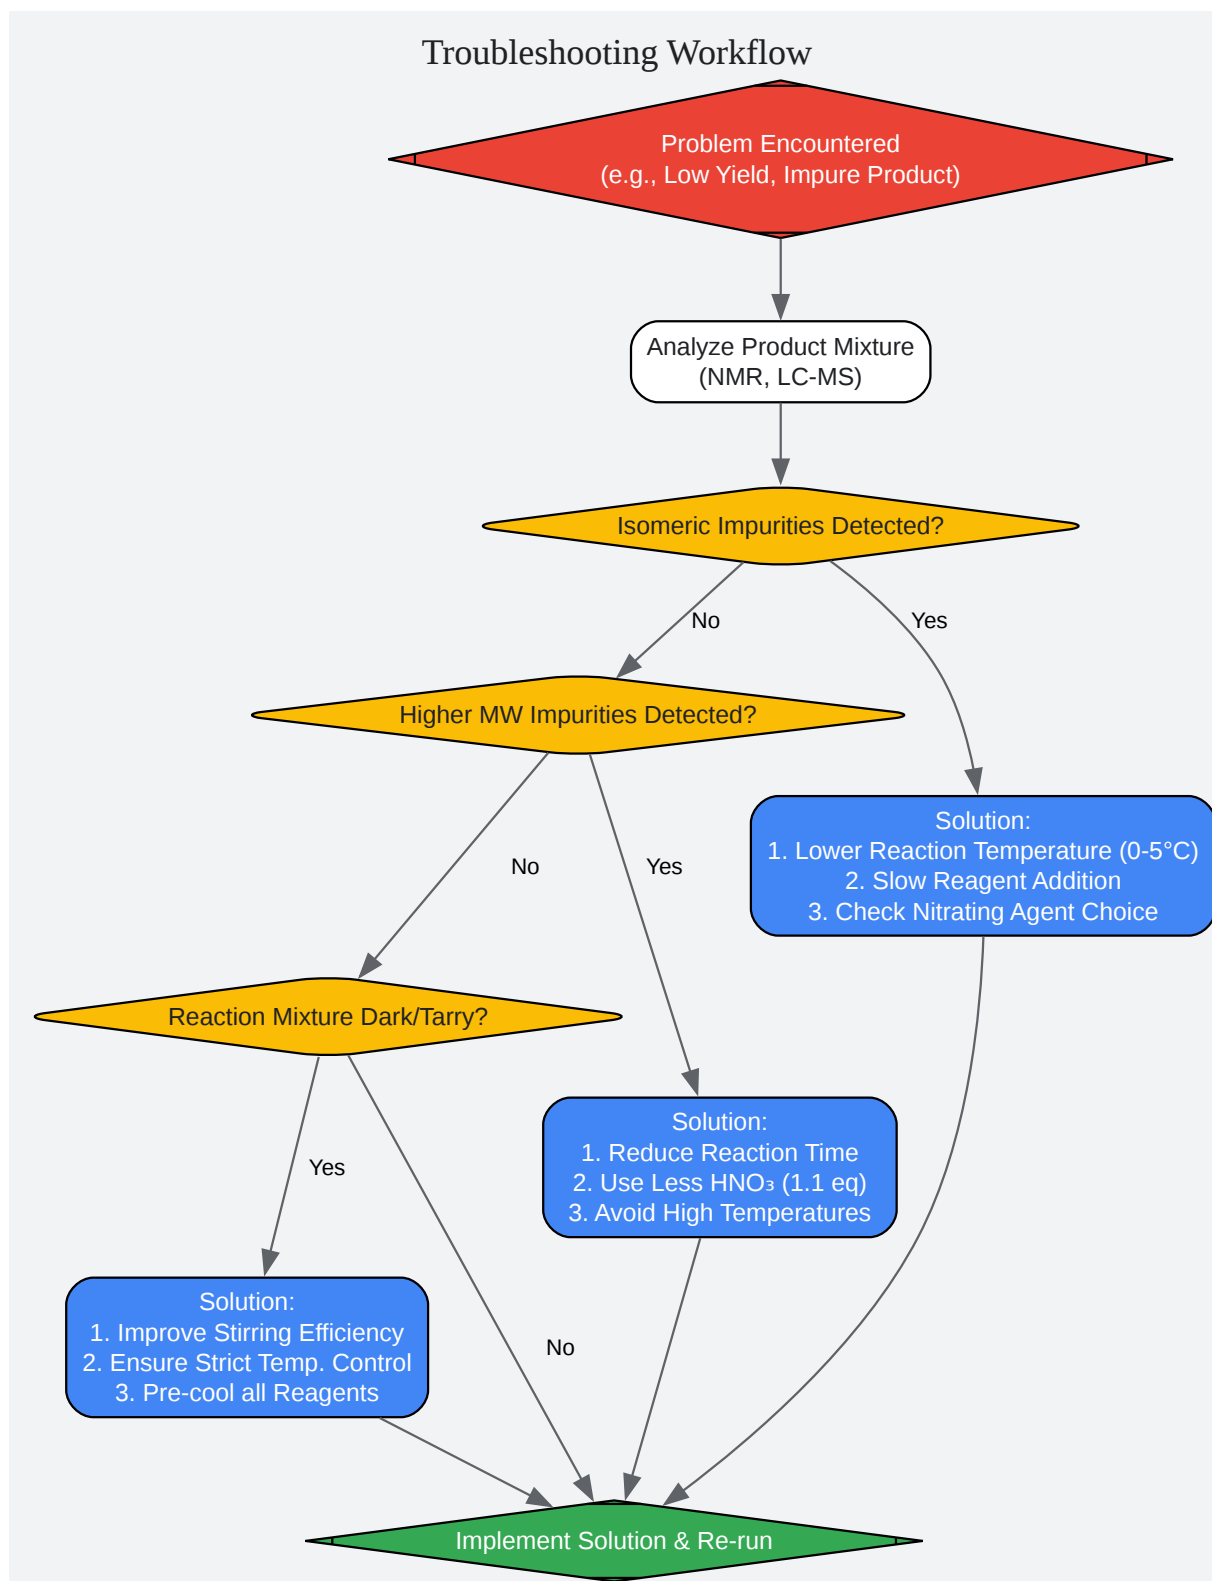 Troubleshooting Workflow
Problem Encountered
(e.g., Low Yield, Impure Product)
Analyze Product Mixture
(NMR, LC-MS)
Isomeric Impurities Detected?
No
Yes
Higher MW Impurities Detected?
Solution:
1. Lower Reaction Temperature (0-5°C)
2. Slow Reagent Addition
3. Check Nitrating Agent Choice
No
Yes
Reaction Mixture Dark/Tarry?
Solution:
1. Reduce Reaction Time
2. Use Less HNO₃ (1.1 eq)
3. Avoid High Temperatures
Yes
Solution:
1. Improve Stirring Efficiency
2. Ensure Strict Temp. Control
3. Pre-cool all Reagents
No
Implement Solution & Re-run